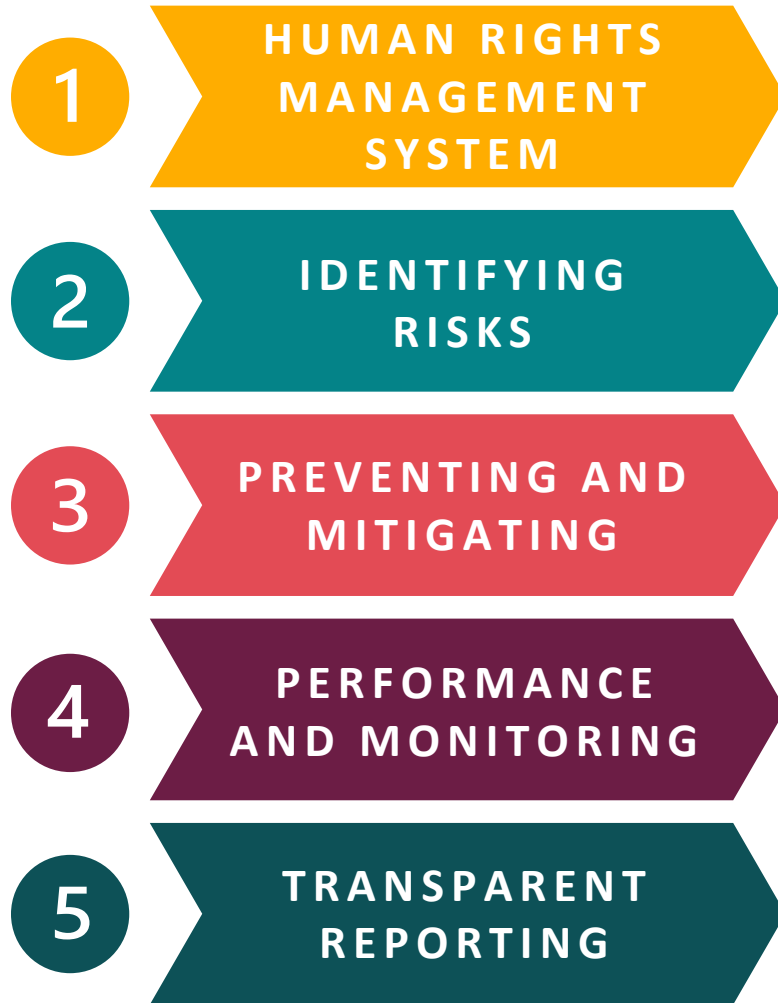 1
HUMAN RIGHTS
MANAGEMENT
SYSTEM
2
IDENTIFYING
RISKS
3
PREVENTING AND
MITIGATING
4
PERFORMANCE
AND MONITORING
5
TRANSPARENT
REPORTING